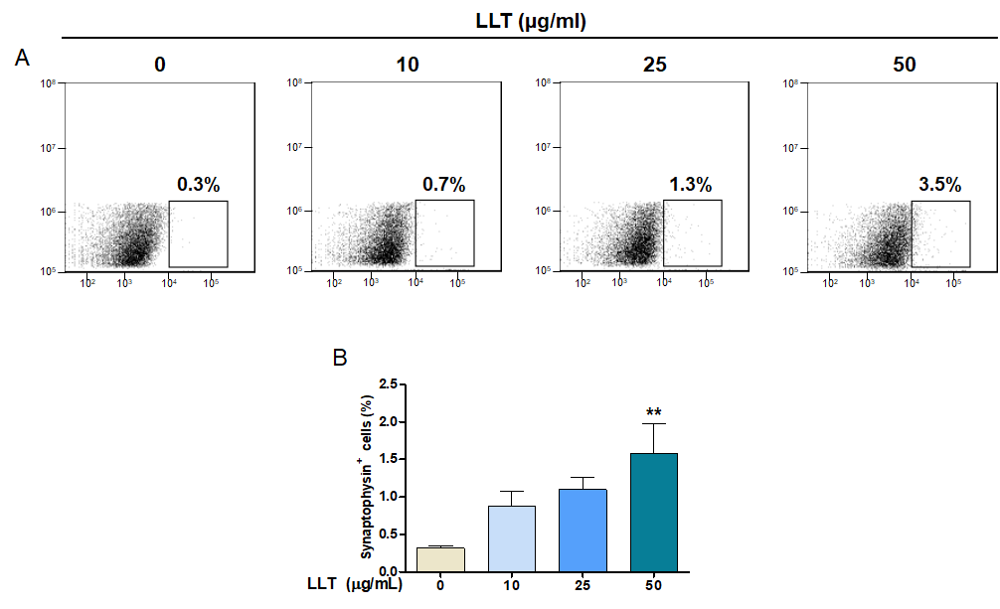 LLT (µg/ml)
A
0 10 25 50
10⁸ 10⁸ 10⁸ 10⁸
10⁷ 10⁷ 10⁷ 10⁷
0.3% 0.7% 1.3% 3.5%
10⁶ 10⁶ 10⁶ 10⁶
10⁵ 10⁵ 10⁵ 10⁵
10² 10³ 10⁴ 10⁵ 10² 10³ 10⁴ 10⁵ 10² 10³ 10⁴ 10⁵ 10² 10³ 10⁴ 10⁵
B
Synaptophysin⁺ cells (%)
2.5
2.0
1.5
1.0
0.5
0.0
**
LLT (µg/mL) 0 10 25 50